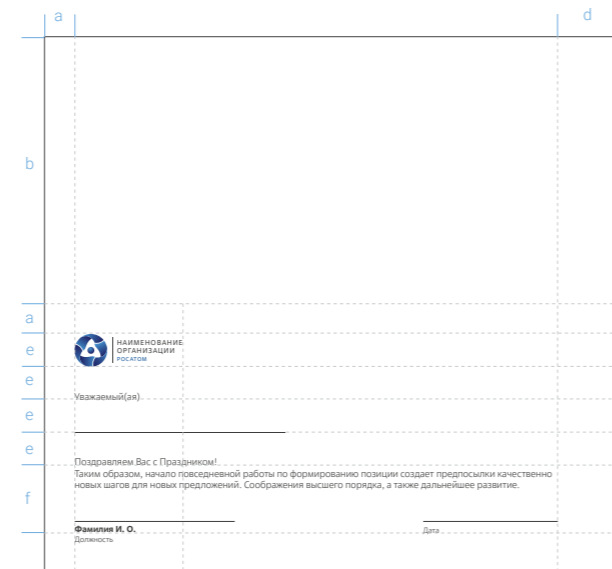 a
d
b
a
e
НАИМЕНОВАНИЕ
ОРГАНИЗАЦИИ
РОСАТОМ
e
Уважаемый(ая)
e
e
Поздравляем Вас с Праздником!
Таким образом, начало повседневной работы по формированию позиции создает предпосылки качественно
новых шагов для новых предложений. Соображения высшего порядка, а также дальнейшее развитие.
f
Фамилия И. О.
Дата
Должность